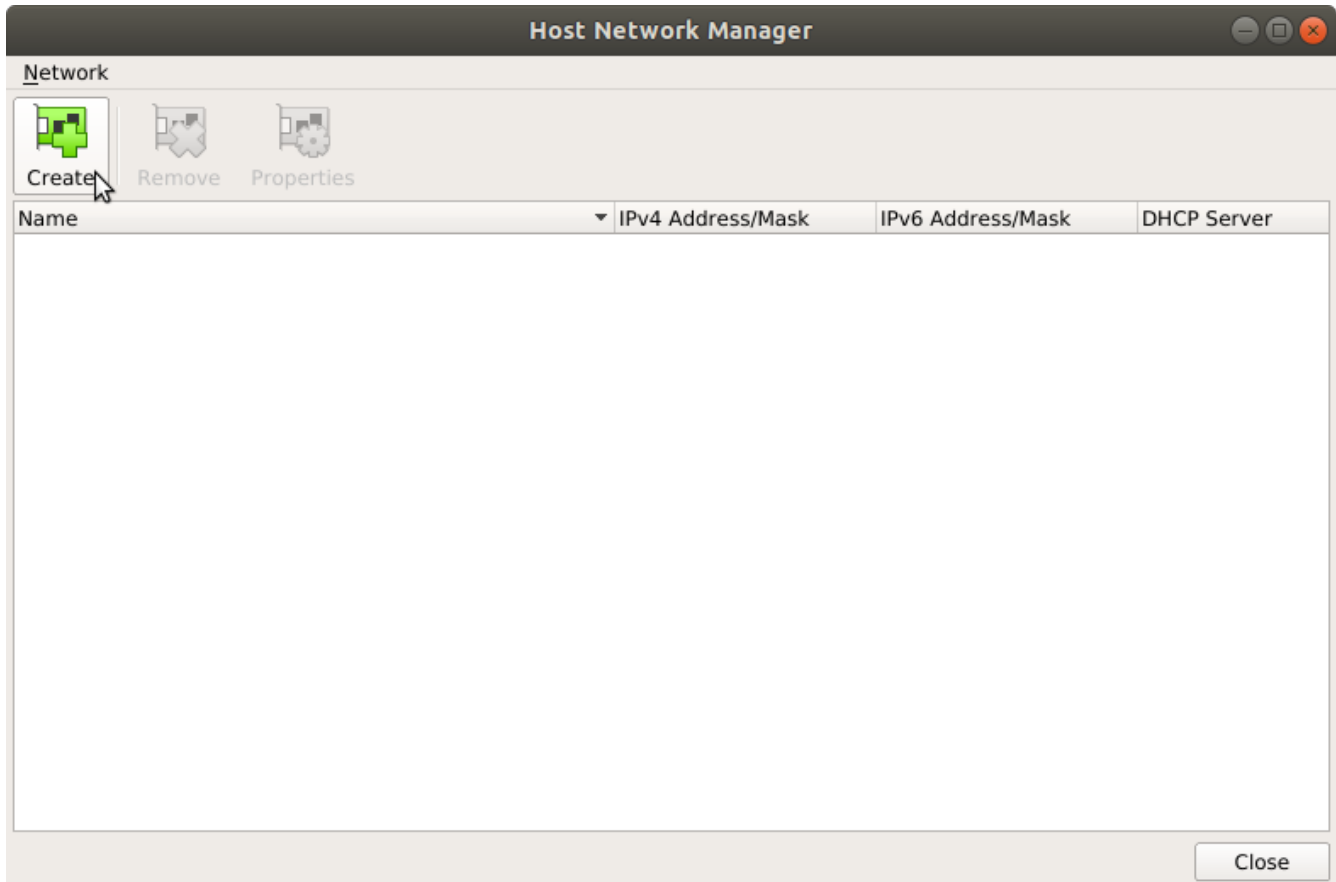 Host Network Manager
Network
Create Remove Properties
Name IPv4 Address/Mask IPv6 Address/Mask DHCP Server
Close